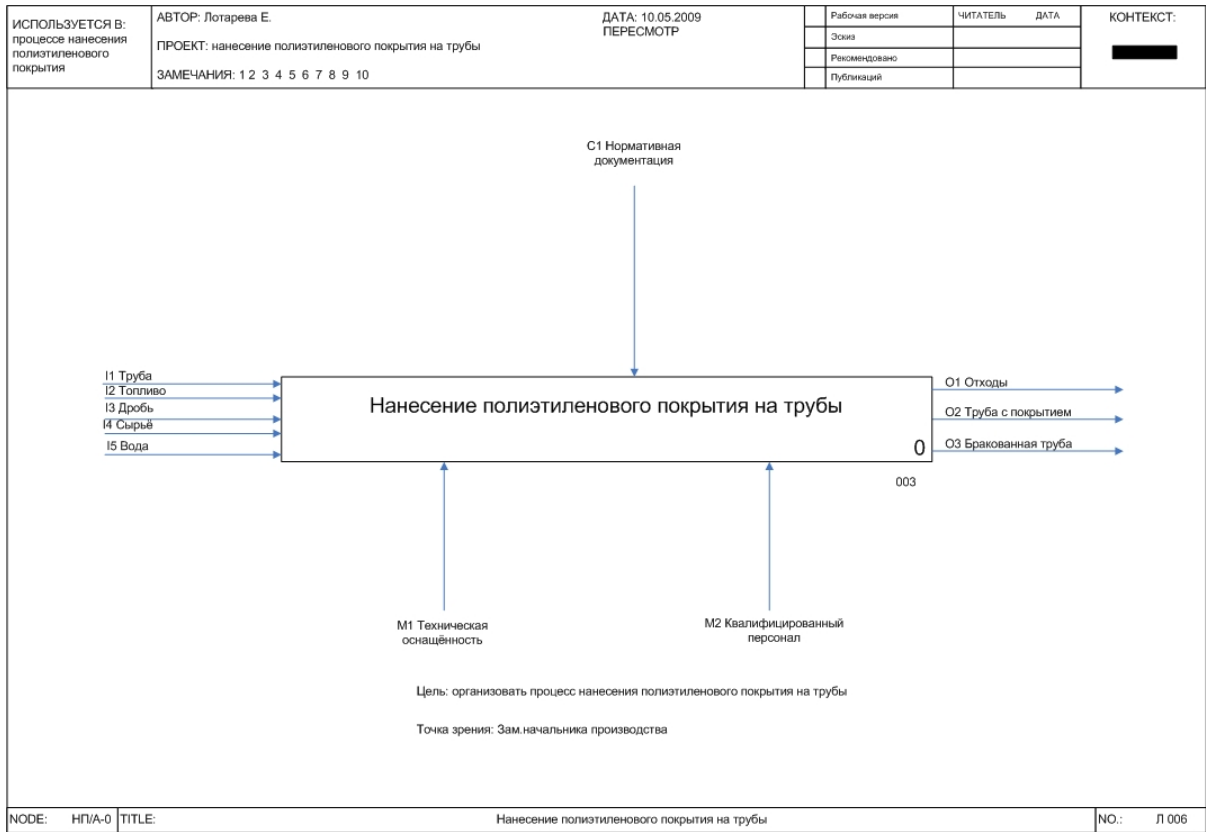 ИСПОЛЬЗУЕТСЯ В:
процессе нанесения
полиэтиленового
покрытия
АВТОР: Лотарева Е.
ДАТА: 10.05.2009
ПЕРЕСМОТР
ПРОЕКТ: нанесение полиэтиленового покрытия на трубы
ЗАМЕЧАНИЯ: 1 2 3 4 5 6 7 8 9 10
Рабочая версия
Эскиз
Рекомендовано
Публикаций
ЧИТАТЕЛЬ ДАТА
КОНТЕКСТ:
С1 Нормативная
документация
I1 Труба
I2 Топливо
I3 Дробь
I4 Сырьё
I5 Вода
Нанесение полиэтиленового покрытия на трубы
0
003
О1 Отходы
О2 Труба с покрытием
О3 Бракованная труба
М1 Техническая
оснащённость
М2 Квалифицированный
персонал
Цель: организовать процесс нанесения полиэтиленового покрытия на трубы
Точка зрения: Зам.начальника производства
NODE: НП/А-0
TITLE: Нанесение полиэтиленового покрытия на трубы
NO.: Л 006